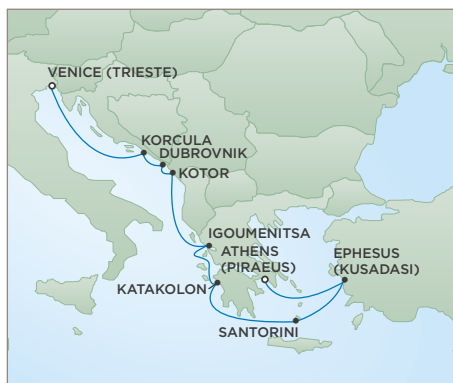 VENICE (TRIESTE)
KORCULA
DUBROVNIK
KOTOR
IGOUMENITSA
ATHENS
(PIRAEUS)
EPHESUS
(KUSADASI)
KATAKOLON
SANTORINI